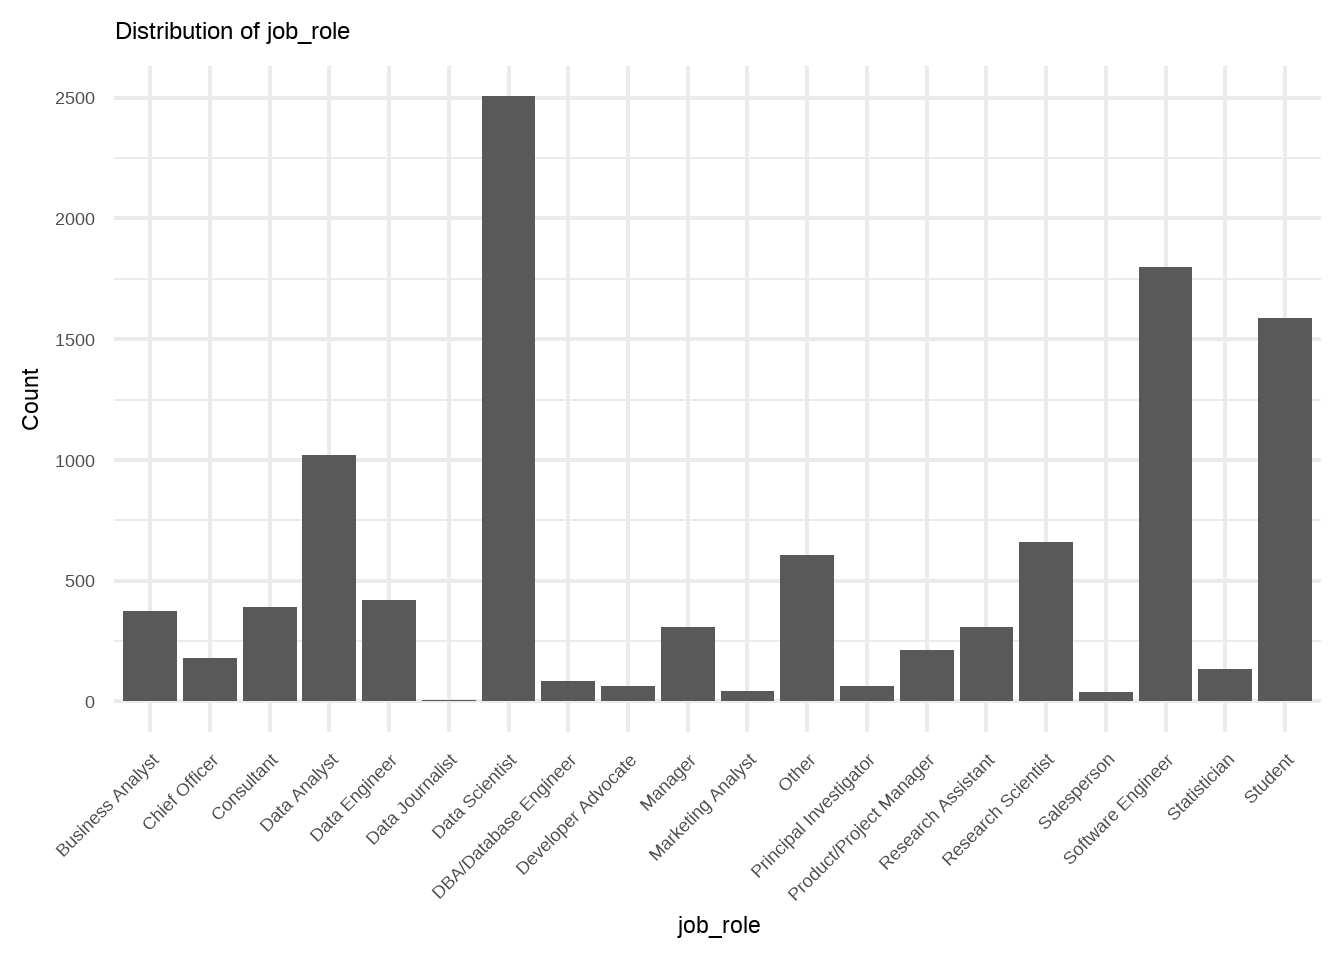 Distribution of job_role
2500
2000
1500
1000
500
0
Count
Business Analyst
Chief Officer
Consultant
Data Analyst
Data Engineer
Data Journalist
Data Scientist
DBA/Database Engineer
Developer Advocate
Manager
Marketing Analyst
Other
Principal Investigator
Product/Project Manager
Research Assistant
Research Scientist
Salesperson
Software Engineer
Statistician
Student
job_role